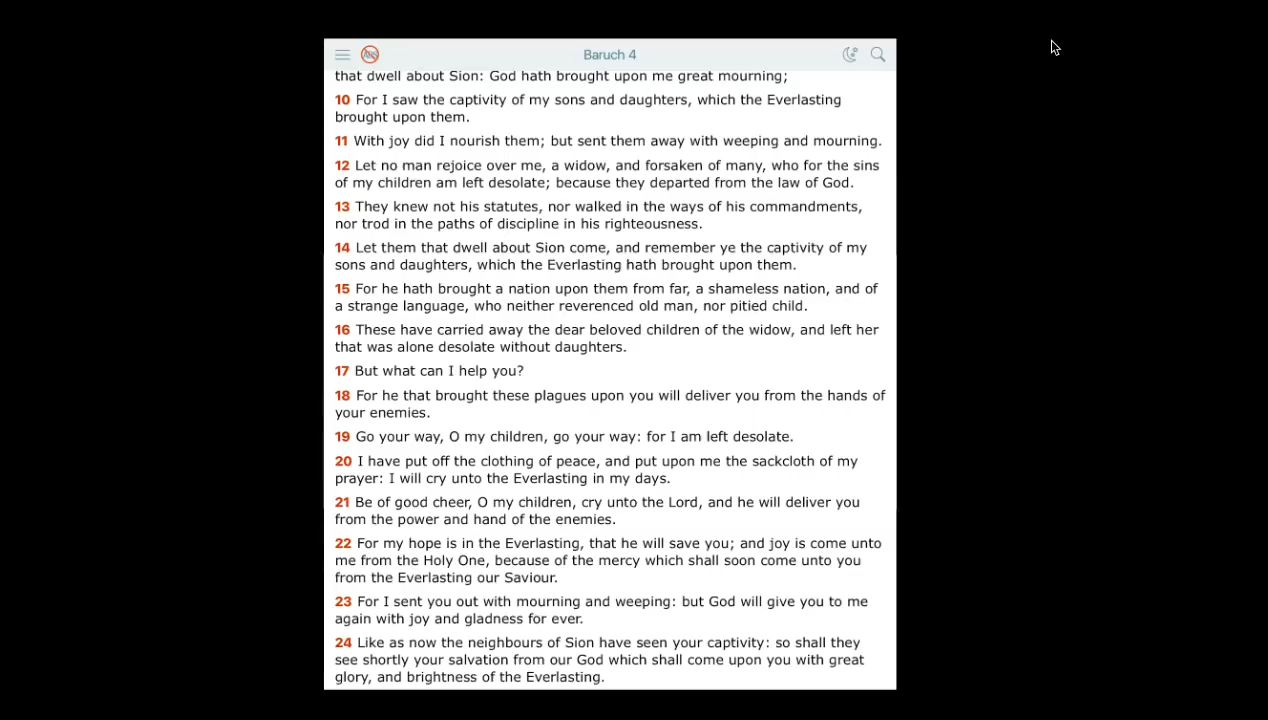 Baruch 4
that dwell about Sion: God hath brought upon me great mourning;
10 For I saw the captivity of my sons and daughters, which the Everlasting
brought upon them.
11 With joy did I nourish them; but sent them away with weeping and mourning.
12 Let no man rejoice over me, a widow, and forsaken of many, who for the sins
of my children am left desolate; because they departed from the law of God.
13 They knew not his statutes, nor walked in the ways of his commandments,
nor trod in the paths of discipline in his righteousness.
14 Let them that dwell about Sion come, and remember ye the captivity of my
sons and daughters, which the Everlasting hath brought upon them.
15 For he hath brought a nation upon them from far, a shameless nation, and of
a strange language, who neither reverenced old man, nor pitied child.
16 These have carried away the dear beloved children of the widow, and left her
that was alone desolate without daughters.
17 But what can I help you?
18 For he that brought these plagues upon you will deliver you from the hands of
your enemies.
19 Go your way, O my children, go your way: for I am left desolate.
20 I have put off the clothing of peace, and put upon me the sackcloth of my
prayer: I will cry unto the Everlasting in my days.
21 Be of good cheer, O my children, cry unto the Lord, and he will deliver you
from the power and hand of the enemies.
22 For my hope is in the Everlasting, that he will save you; and joy is come unto
me from the Holy One, because of the mercy which shall soon come unto you
from the Everlasting our Saviour.
23 For I sent you out with mourning and weeping: but God will give you to me
again with joy and gladness for ever.
24 Like as now the neighbours of Sion have seen your captivity: so shall they
see shortly your salvation from our God which shall come upon you with great
glory, and brightness of the Everlasting.